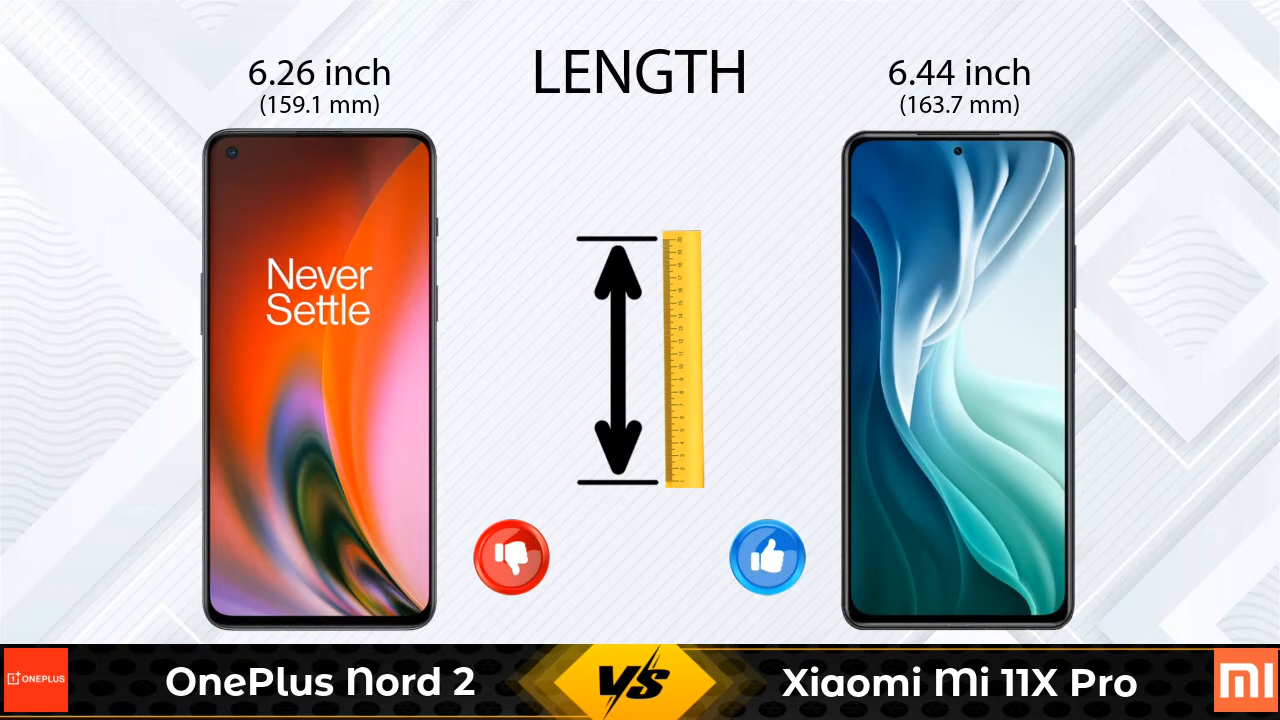 LENGTH
6.26 inch
(159.1 mm)
6.44 inch
(163.7 mm)
Never
Settle
1+ ONEPLUS
OnePlus Nord 2
VS
Xiaomi Mi 11X Pro
MI